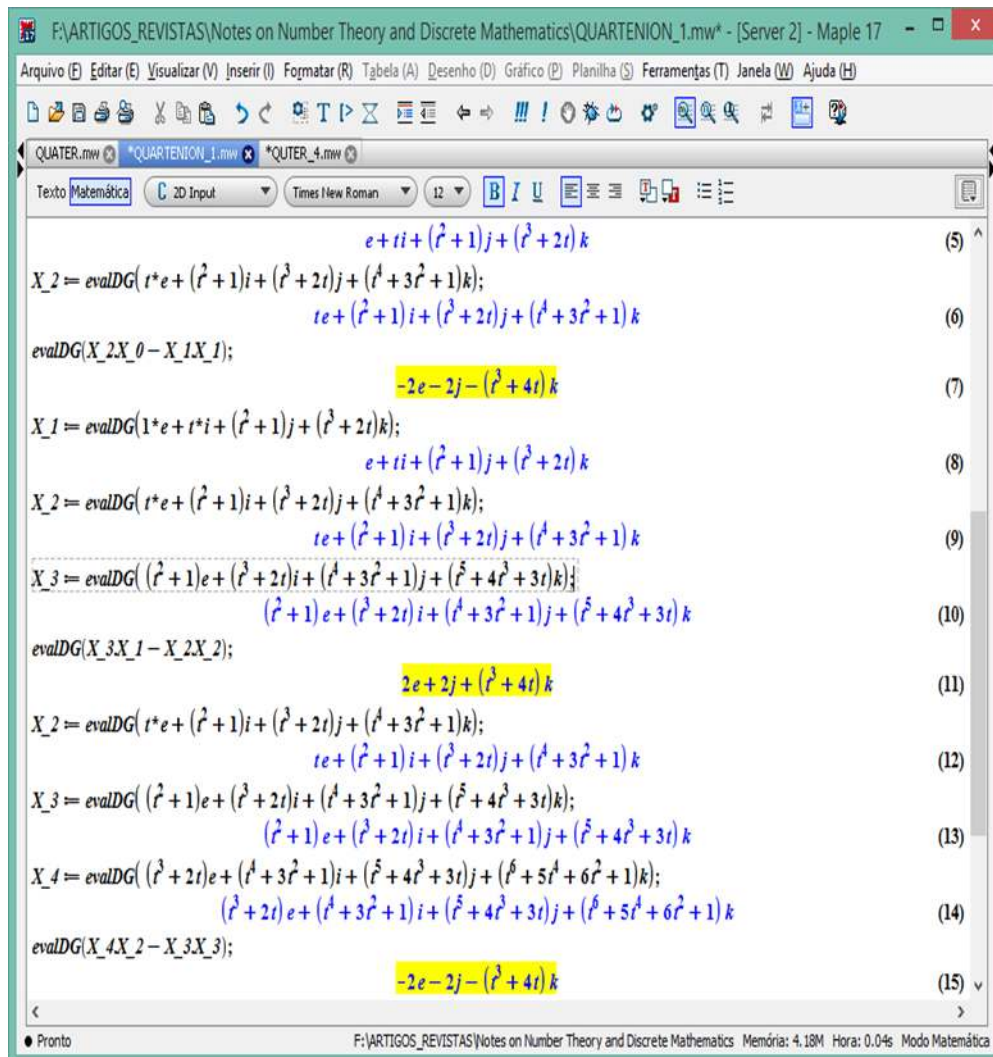 F:\ARTIGOS_REVISTAS\Notes on Number Theory and Discrete Mathematics\QUARTENION_1.mw* - [Server 2] - Maple 17
Arquivo (F) Editar (E) Visualizar (V) Inserir (I) Formatar (R) Tabela (A) Desenho (D) Gráfico (P) Planilha (S) Ferramentas (T) Janela (W) Ajuda (H)
QUATER.mw *QUARTENION_1.mw *QUTER_4.mw
Texto Matemática C 2D Input Times New Roman 12 B I U
e + ti + (t² + 1) j + (t³ + 2t) k (5)
X_2 := evalDG( t*e + (t² + 1)i + (t³ + 2t)j + (t⁴ + 3t² + 1)k);
te + (t² + 1) i + (t³ + 2t) j + (t⁴ + 3t² + 1) k (6)
evalDG(X_2X_0 − X_1X_1);
-2e − 2j − (t³ + 4t) k (7)
X_1 := evalDG(1*e + t*i + (t² + 1)j + (t³ + 2t)k);
e + ti + (t² + 1) j + (t³ + 2t) k (8)
X_2 := evalDG( t*e + (t² + 1)i + (t³ + 2t)j + (t⁴ + 3t² + 1)k);
te + (t² + 1) i + (t³ + 2t) j + (t⁴ + 3t² + 1) k (9)
X_3 := evalDG( (t² + 1)e + (t³ + 2t)i + (t⁴ + 3t² + 1)j + (t⁵ + 4t³ + 3t)k);
(t² + 1) e + (t³ + 2t) i + (t⁴ + 3t² + 1) j + (t⁵ + 4t³ + 3t) k (10)
evalDG(X_3X_1 − X_2X_2);
2e + 2j + (t³ + 4t) k (11)
X_2 := evalDG( t*e + (t² + 1)i + (t³ + 2t)j + (t⁴ + 3t² + 1)k);
te + (t² + 1) i + (t³ + 2t) j + (t⁴ + 3t² + 1) k (12)
X_3 := evalDG( (t² + 1)e + (t³ + 2t)i + (t⁴ + 3t² + 1)j + (t⁵ + 4t³ + 3t)k);
(t² + 1) e + (t³ + 2t) i + (t⁴ + 3t² + 1) j + (t⁵ + 4t³ + 3t) k (13)
X_4 := evalDG( (t³ + 2t)e + (t⁴ + 3t² + 1)i + (t⁵ + 4t³ + 3t)j + (t⁶ + 5t⁴ + 6t² + 1)k);
(t³ + 2t) e + (t⁴ + 3t² + 1) i + (t⁵ + 4t³ + 3t) j + (t⁶ + 5t⁴ + 6t² + 1) k (14)
evalDG(X_4X_2 − X_3X_3);
-2e − 2j − (t³ + 4t) k (15)
Pronto F:\ARTIGOS_REVISTAS\Notes on Number Theory and Discrete Mathematics Memória: 4.18M Hora: 0.04s Modo Matemática